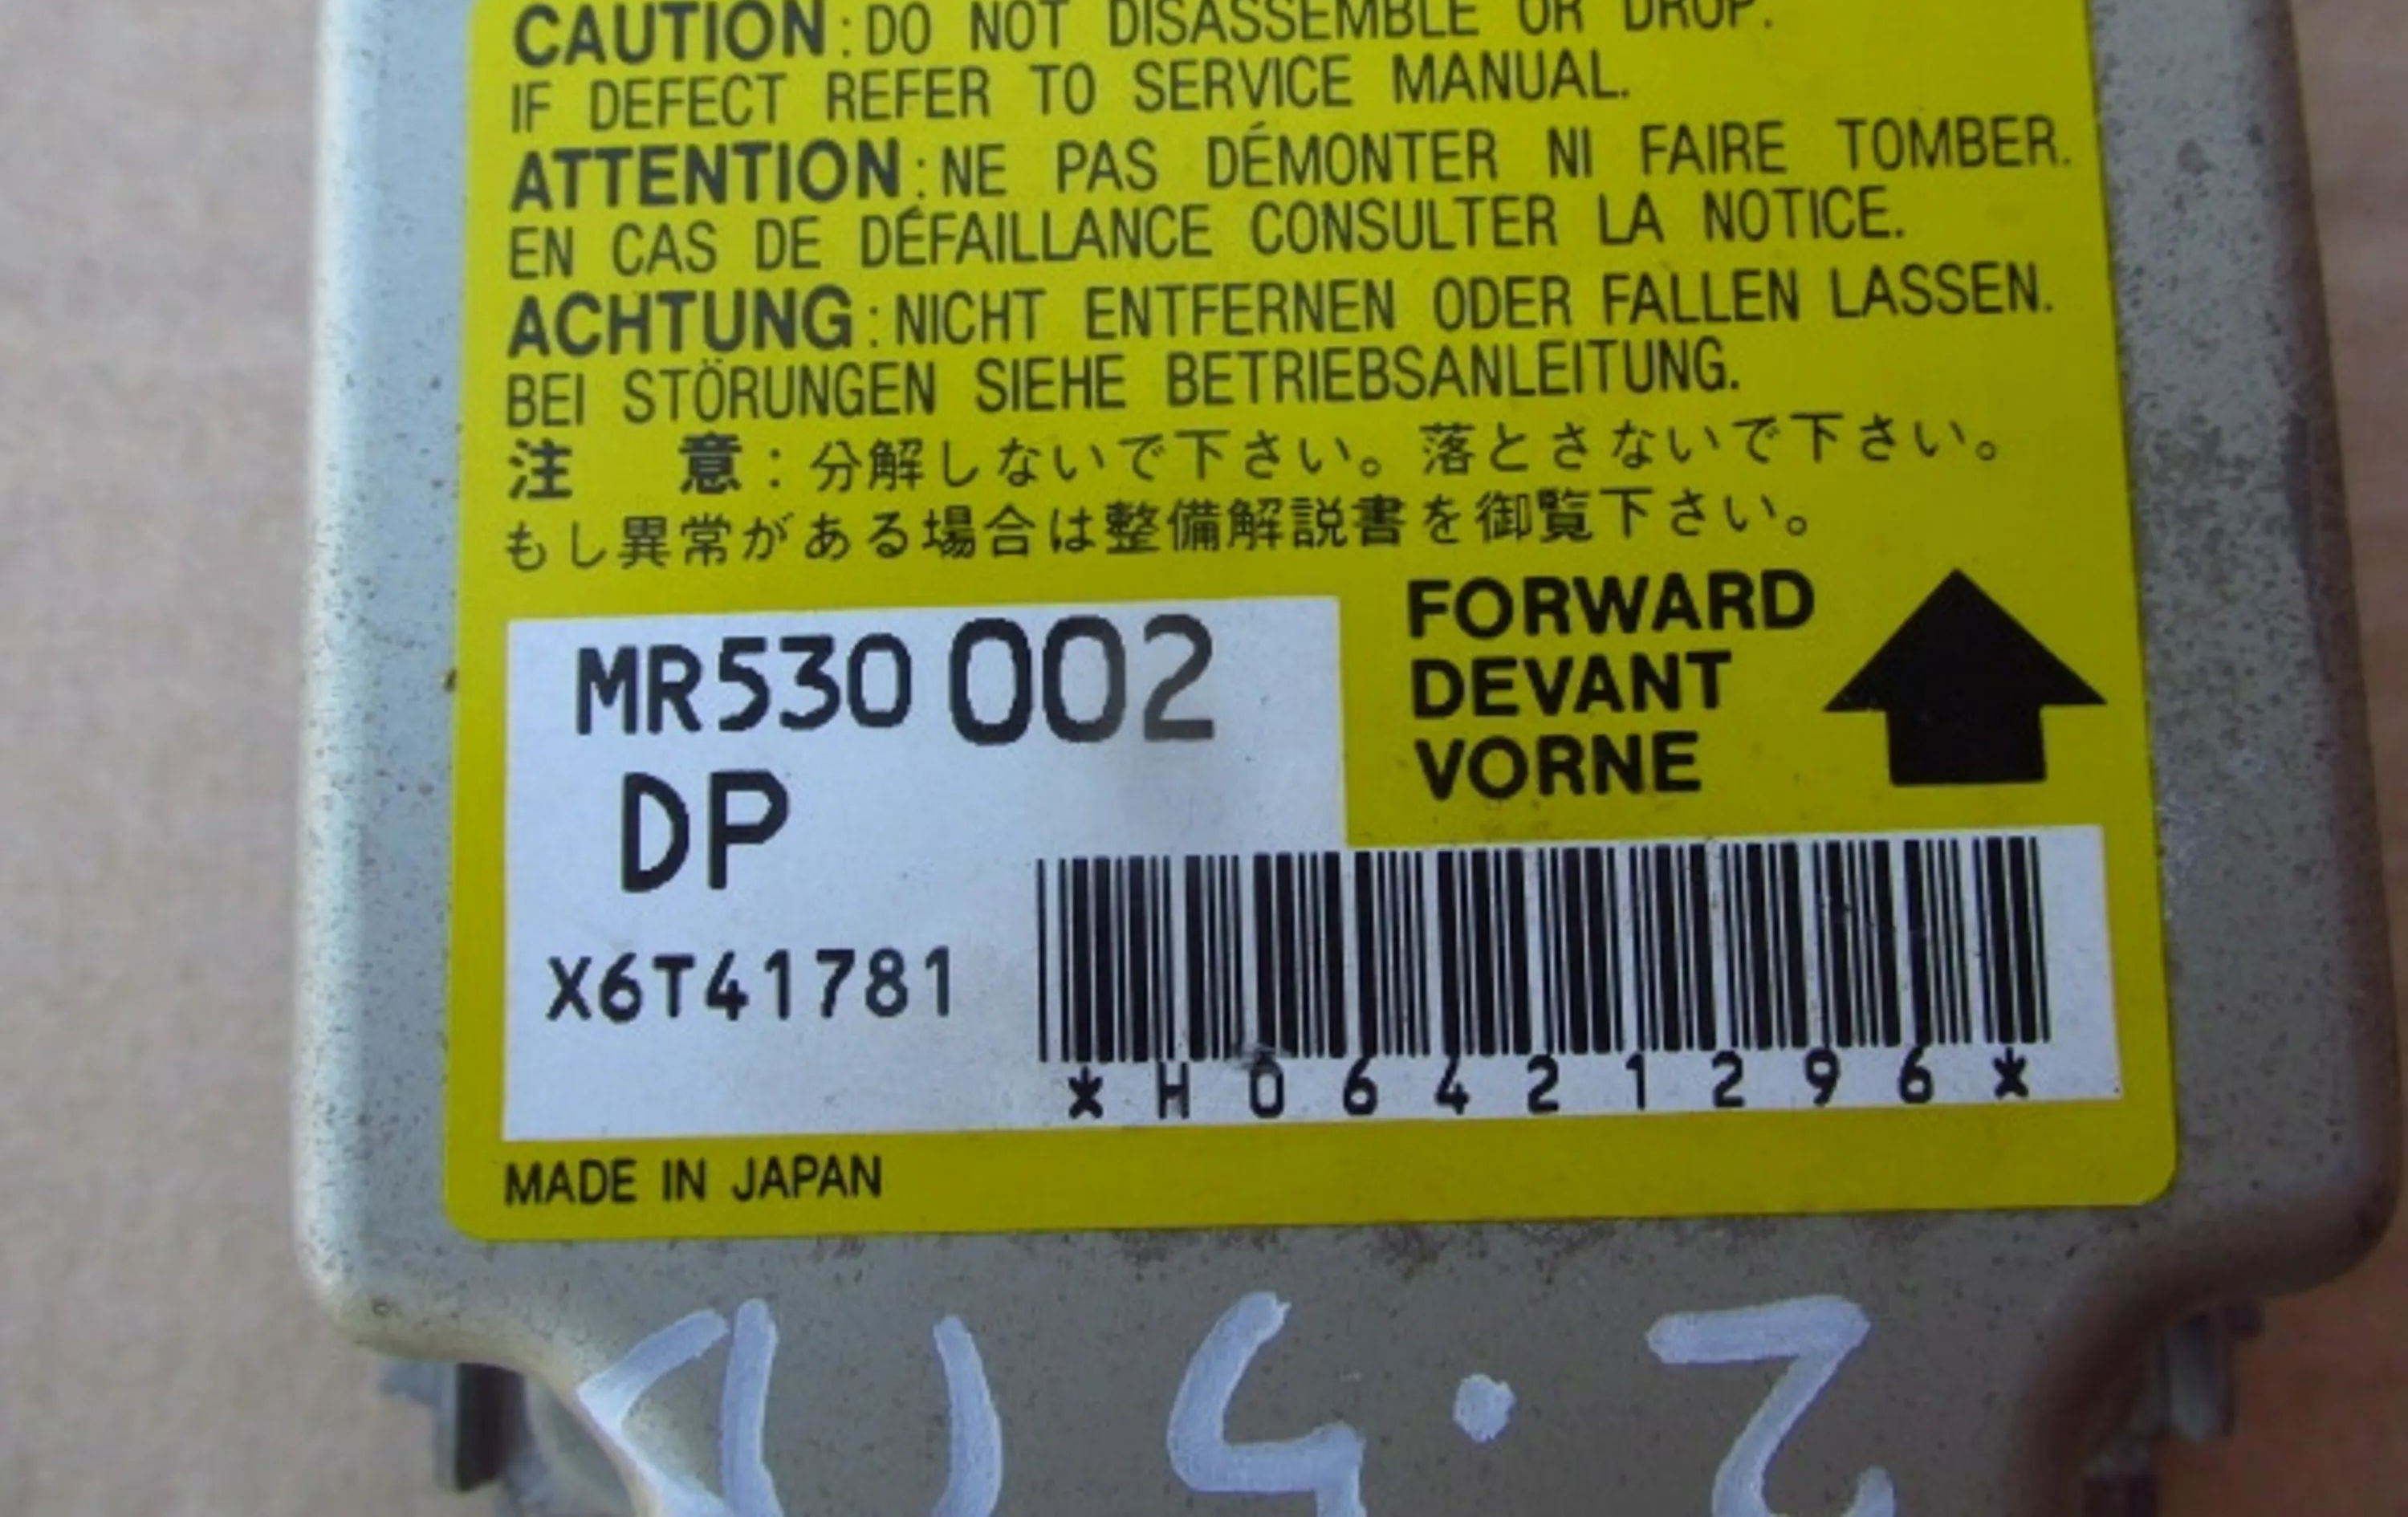 CAUTION:DO NOT DISASSEMBLE OR DROP.
IF DEFECT REFER TO SERVICE MANUAL.
ATTENTION:NE PAS DÉMONTER NI FAIRE TOMBER.
EN CAS DE DÉFAILLANCE CONSULTER LA NOTICE.
ACHTUNG:NICHT ENTFERNEN ODER FALLEN LASSEN.
BEI STÖRUNGEN SIEHE BETRIEBSANLEITUNG.
注 意:分解しないで下さい。落とさないで下さい。
もし異常がある場合は整備解説書を御覧下さい。
MR530002
DP
FORWARD
DEVANT
VORNE
X6T41781
*H06421296*
MADE IN JAPAN